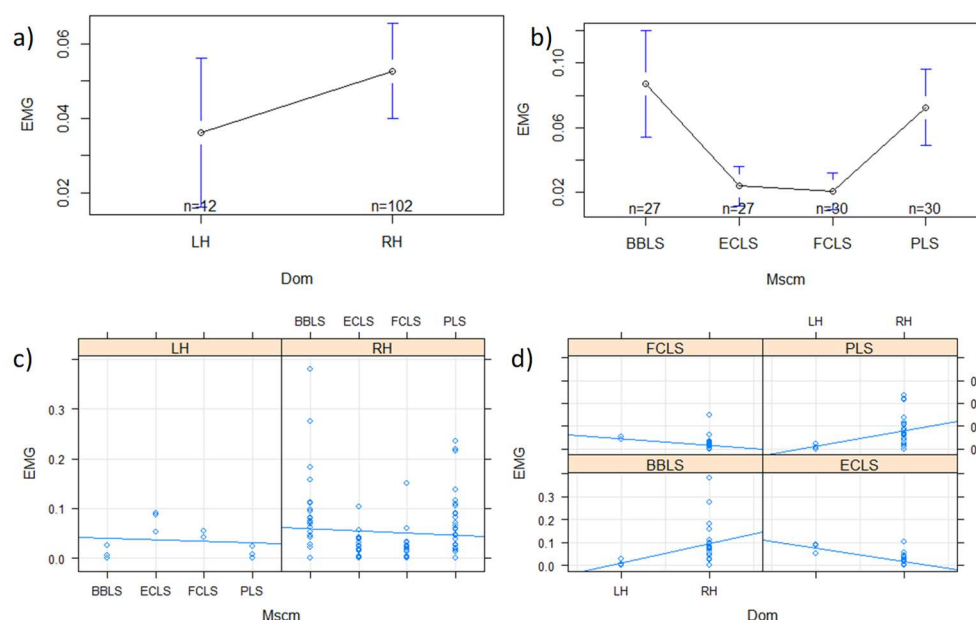 a)
EMG
0.02 0.04 0.06
n=42 n=102
LH RH
Dom
b)
EMG
0.02 0.06 0.10
n=27 n=27 n=30 n=30
BBLS ECLS FCLS PLS
Mscm
c)
BBLS ECLS FCLS PLS
LH RH
EMG
0.3
0.2
0.1
0.0
BBLS ECLS FCLS PLS
Mscm
d)
LH RH
FCLS PLS
BBLS ECLS
EMG
0.3
0.2
0.1
0.0
LH RH
Dom